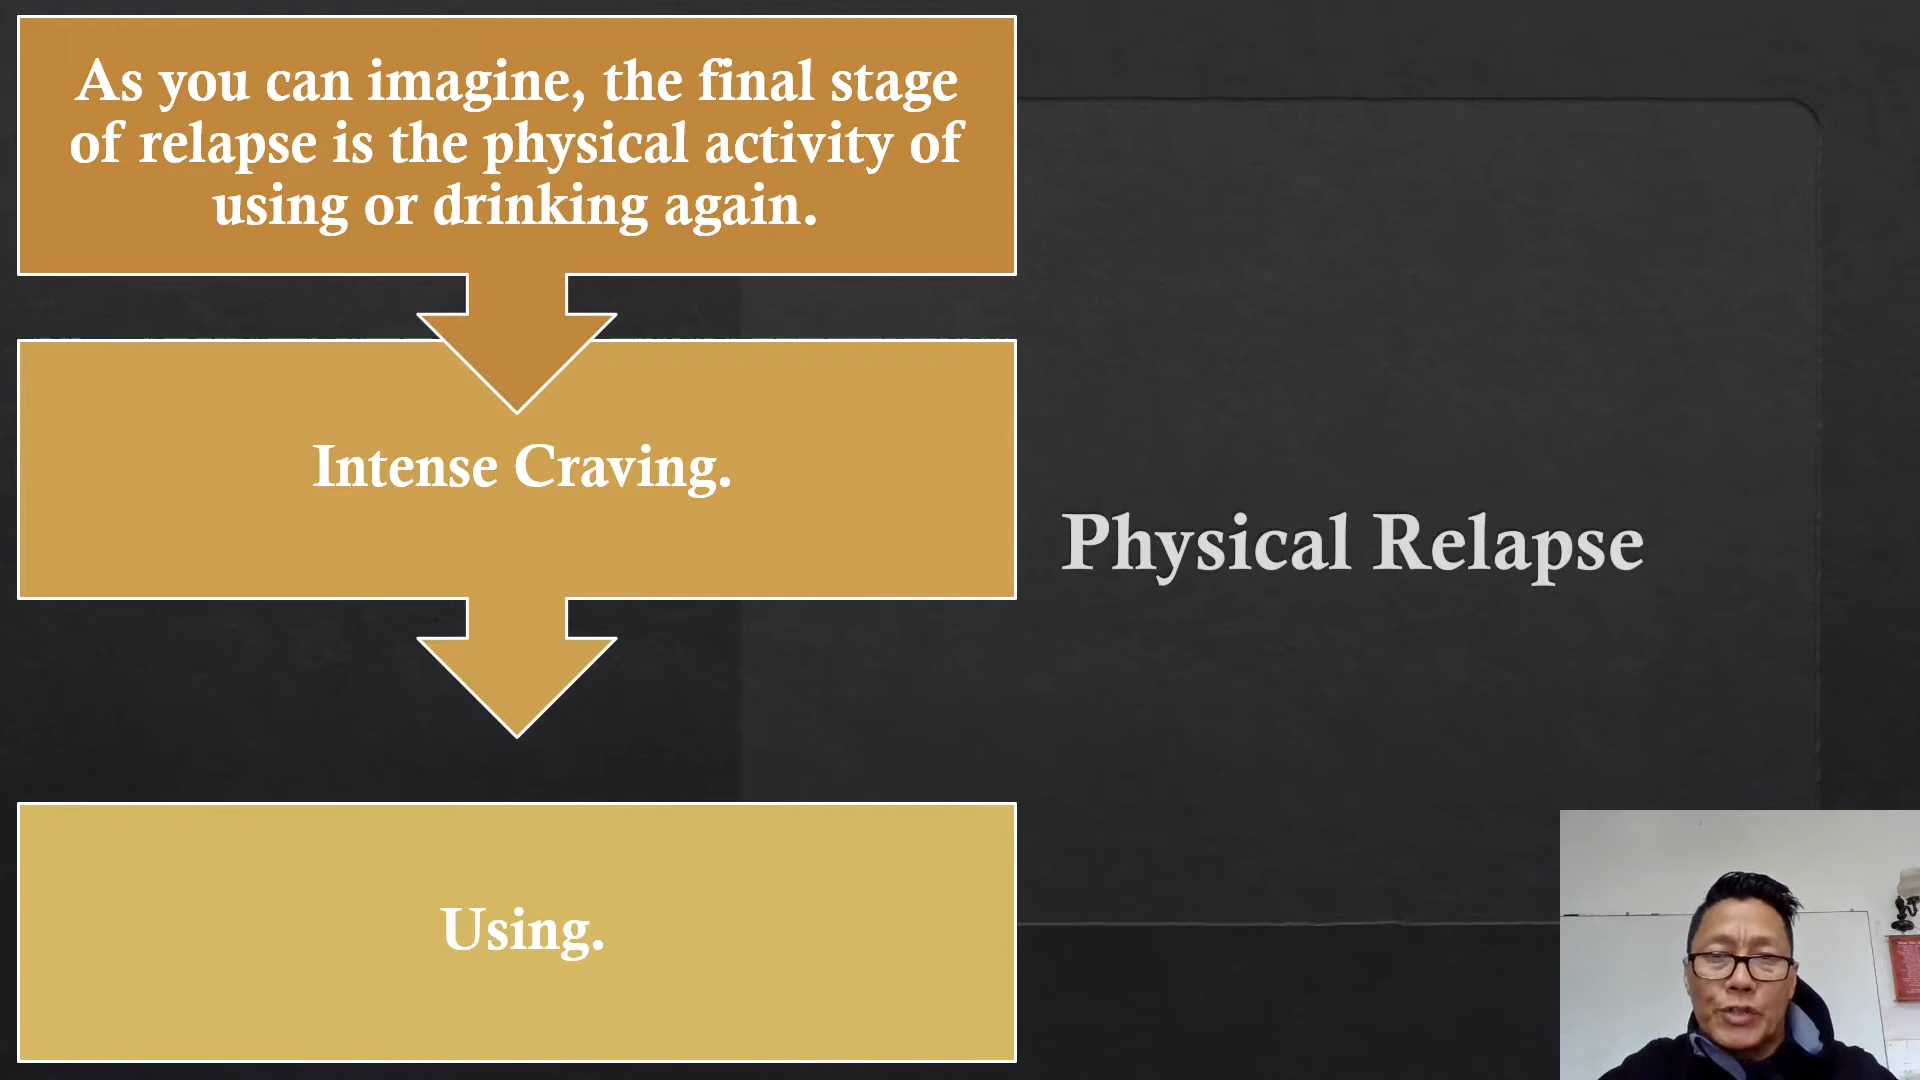 As you can imagine, the final stage
of relapse is the physical activity of
using or drinking again.
Intense Craving.
Physical Relapse
Using.